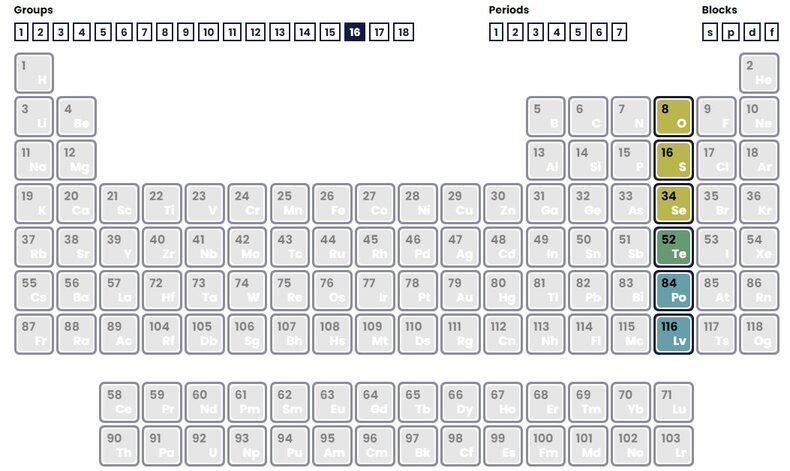 Groups Periods Blocks
1 2 3 4 5 6 7 8 9 10 11 12 13 14 15 16 17 18 1 2 3 4 5 6 7 s p d f
1 H 2 He
3 Li 4 Be 5 B 6 C 7 N 8 O 9 F 10 Ne
11 Na 12 Mg 13 Al 14 Si 15 P 16 S 17 Cl 18 Ar
19 K 20 Ca 21 Sc 22 Ti 23 V 24 Cr 25 Mn 26 Fe 27 Co 28 Ni 29 Cu 30 Zn 31 Ga 32 Ge 33 As 34 Se 35 Br 36 Kr
37 Rb 38 Sr 39 Y 40 Zr 41 Nb 42 Mo 43 Tc 44 Ru 45 Rh 46 Pd 47 Ag 48 Cd 49 In 50 Sn 51 Sb 52 Te 53 I 54 Xe
55 Cs 56 Ba 57 La 72 Hf 73 Ta 74 W 75 Re 76 Os 77 Ir 78 Pt 79 Au 80 Hg 81 Tl 82 Pb 83 Bi 84 Po 85 At 86 Rn
87 Fr 88 Ra 89 Ac 104 Rf 105 Db 106 Sg 107 Bh 108 Hs 109 Mt 110 Ds 111 Rg 112 Cn 113 Nh 114 Fl 115 Mc 116 Lv 117 Ts 118 Og
58 Ce 59 Pr 60 Nd 61 Pm 62 Sm 63 Eu 64 Gd 65 Tb 66 Dy 67 Ho 68 Er 69 Tm 70 Yb 71 Lu
90 Th 91 Pa 92 U 93 Np 94 Pu 95 Am 96 Cm 97 Bk 98 Cf 99 Es 100 Fm 101 Md 102 No 103 Lr